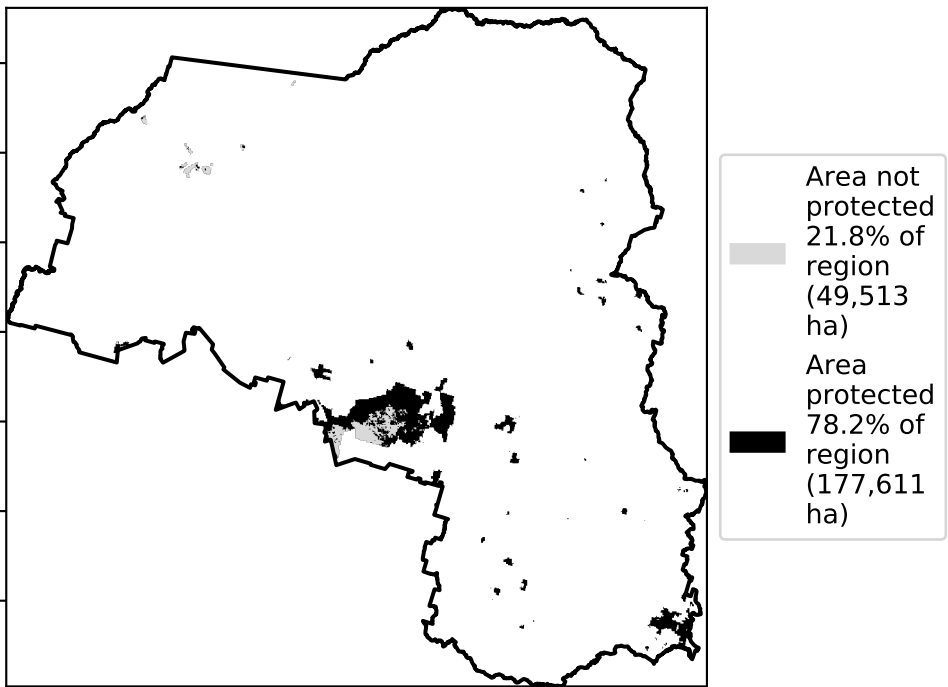 Area not
protected
21.8% of
region
(49,513
ha)
Area
protected
78.2% of
region
(177,611
ha)